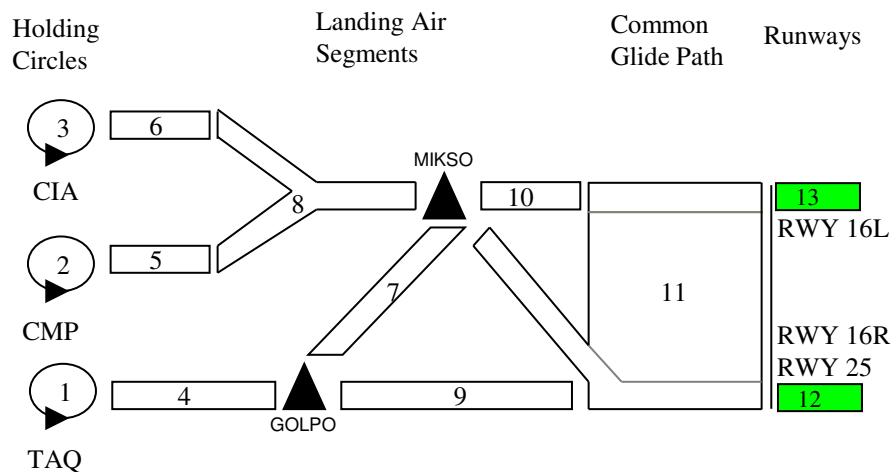 Holding
Circles
Landing Air
Segments
Common
Glide Path
Runways
3
6
CIA
MIKSO
8
10
13
RWY 16L
2
5
CMP
7
11
RWY 16R
RWY 25
1
4
9
12
GOLPO
TAQ